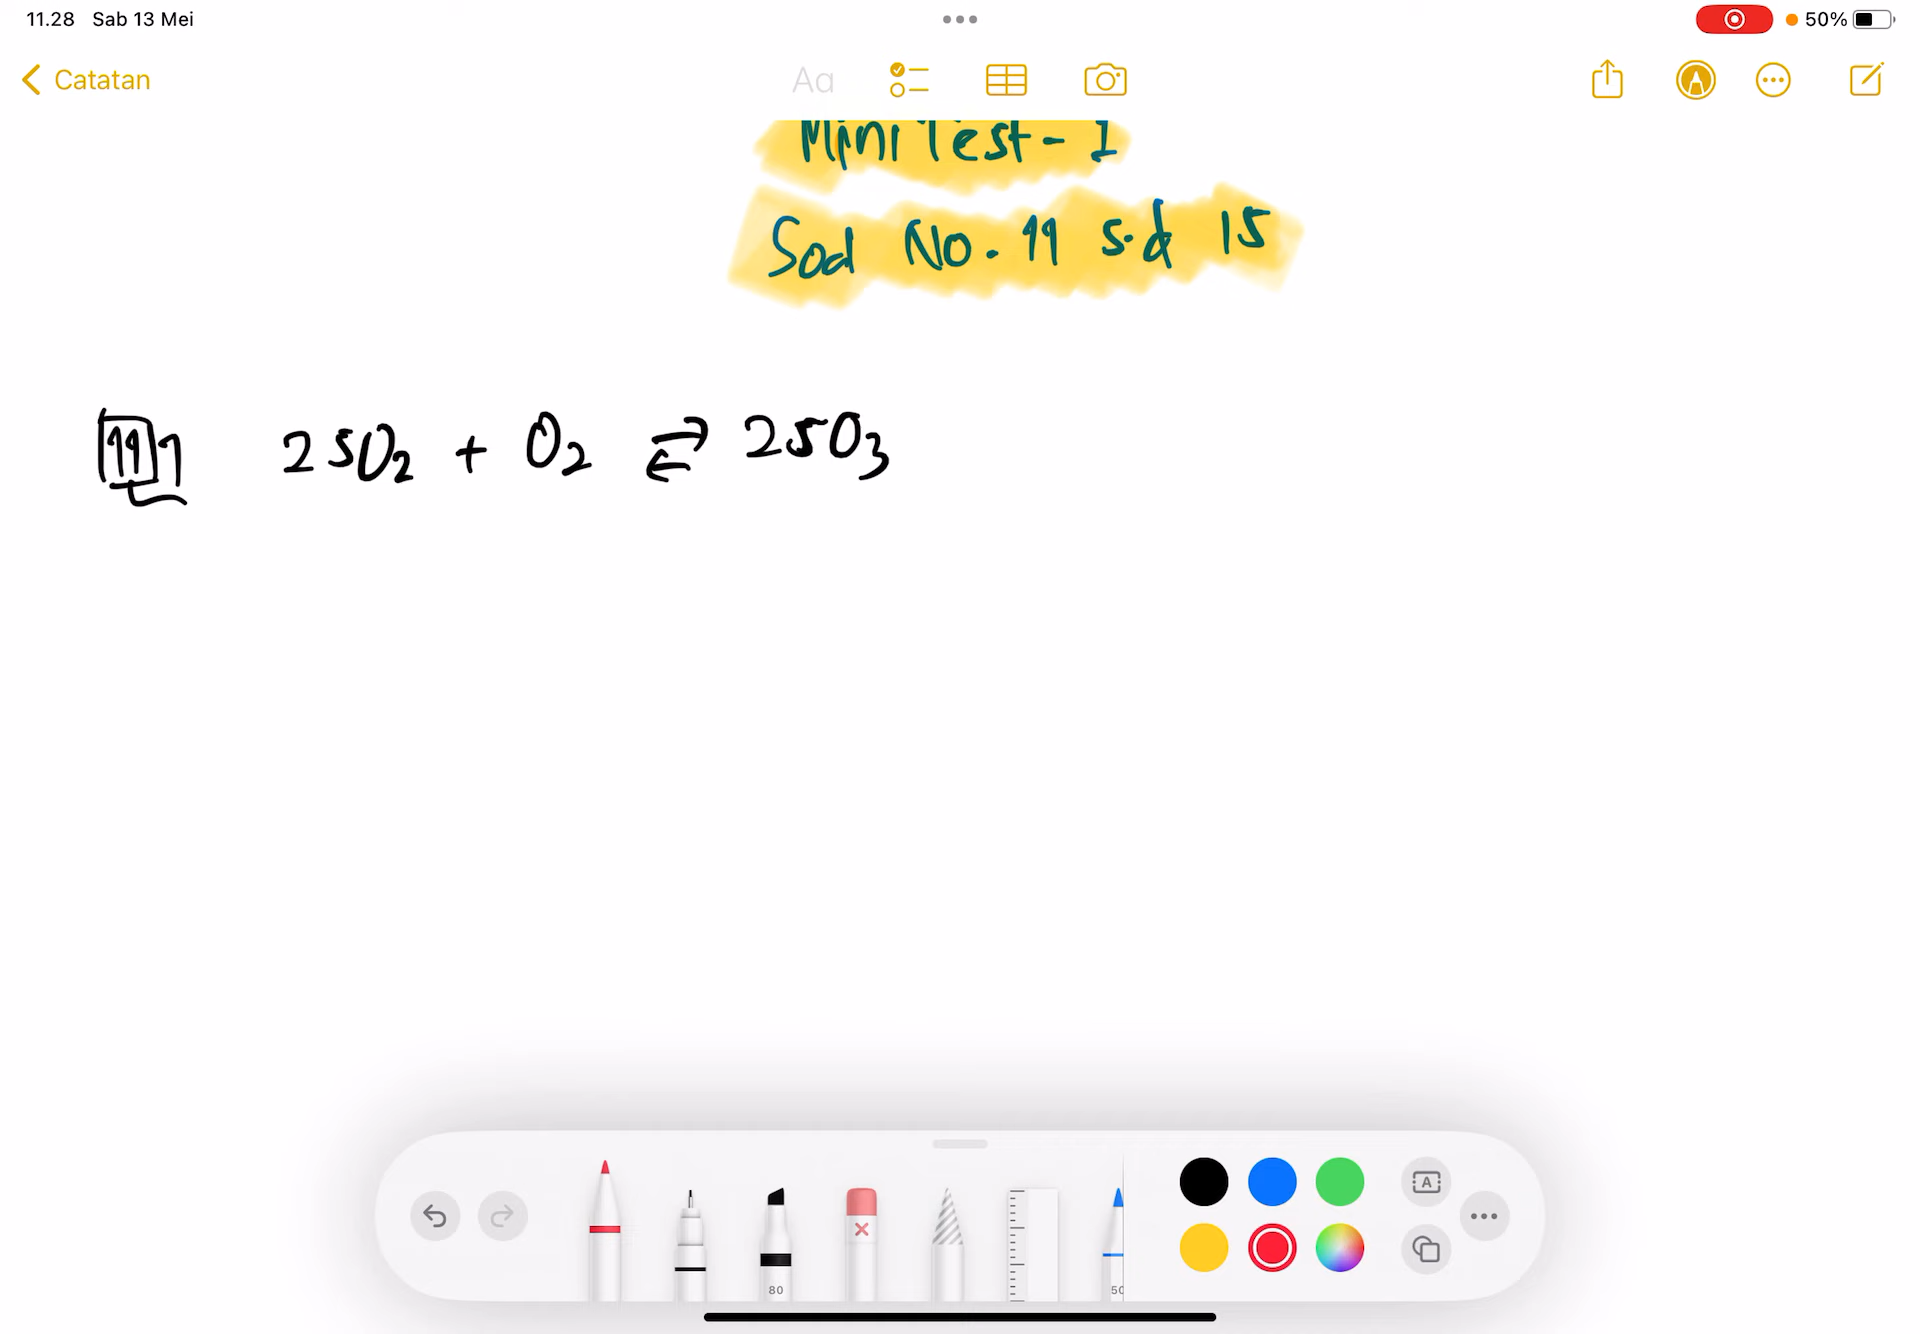 11.28 Sab 13 Mei 50%
Catatan Aa
Mini Test - I
Soal No. 11 s.d 15
11 2SO₂ + O₂ ⇄ 2SO₃
A
80 50